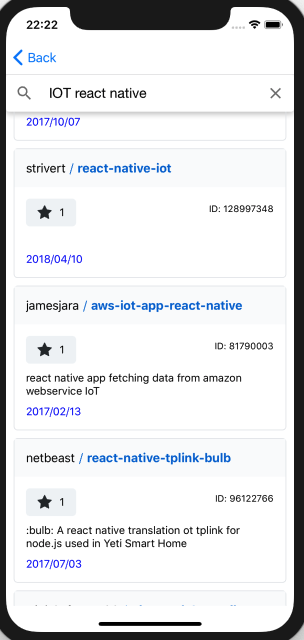 22:22
Back
IOT react native
2017/10/07
strivert / react-native-iot
1
ID: 128997348
2018/04/10
jamesjara / aws-iot-app-react-native
1
ID: 81790003
react native app fetching data from amazon
webservice IoT
2017/02/13
netbeast / react-native-tplink-bulb
1
ID: 96122766
:bulb: A react native translation ot tplink for
node.js used in Yeti Smart Home
2017/07/03